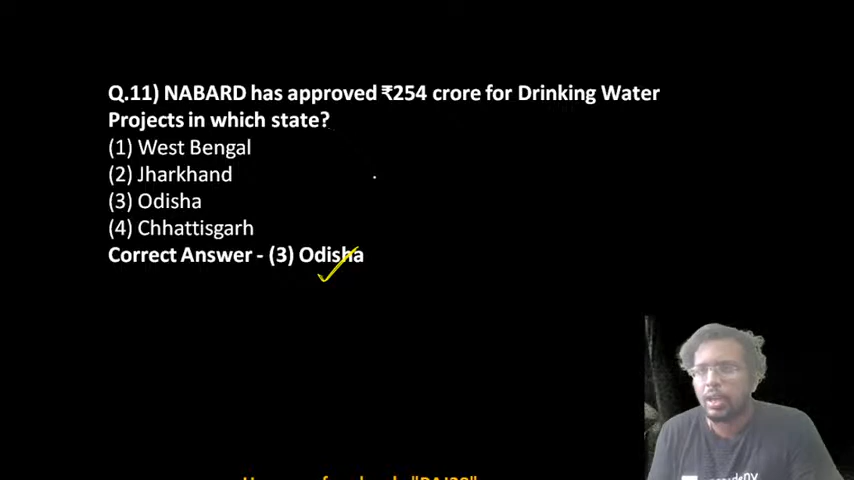 Q.11) NABARD has approved ₹254 crore for Drinking Water
Projects in which state?
(1) West Bengal
(2) Jharkhand
(3) Odisha
(4) Chhattisgarh
Correct Answer - (3) Odisha